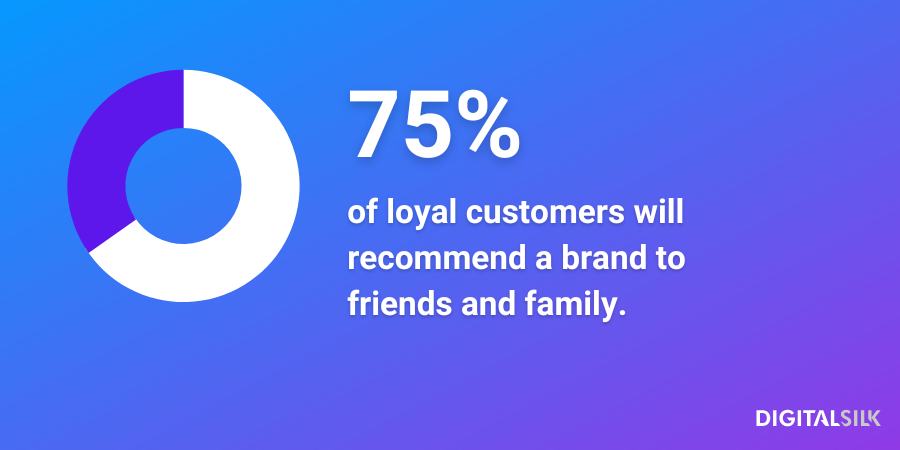 75%
of loyal customers will
recommend a brand to
friends and family.
DIGITALSILK